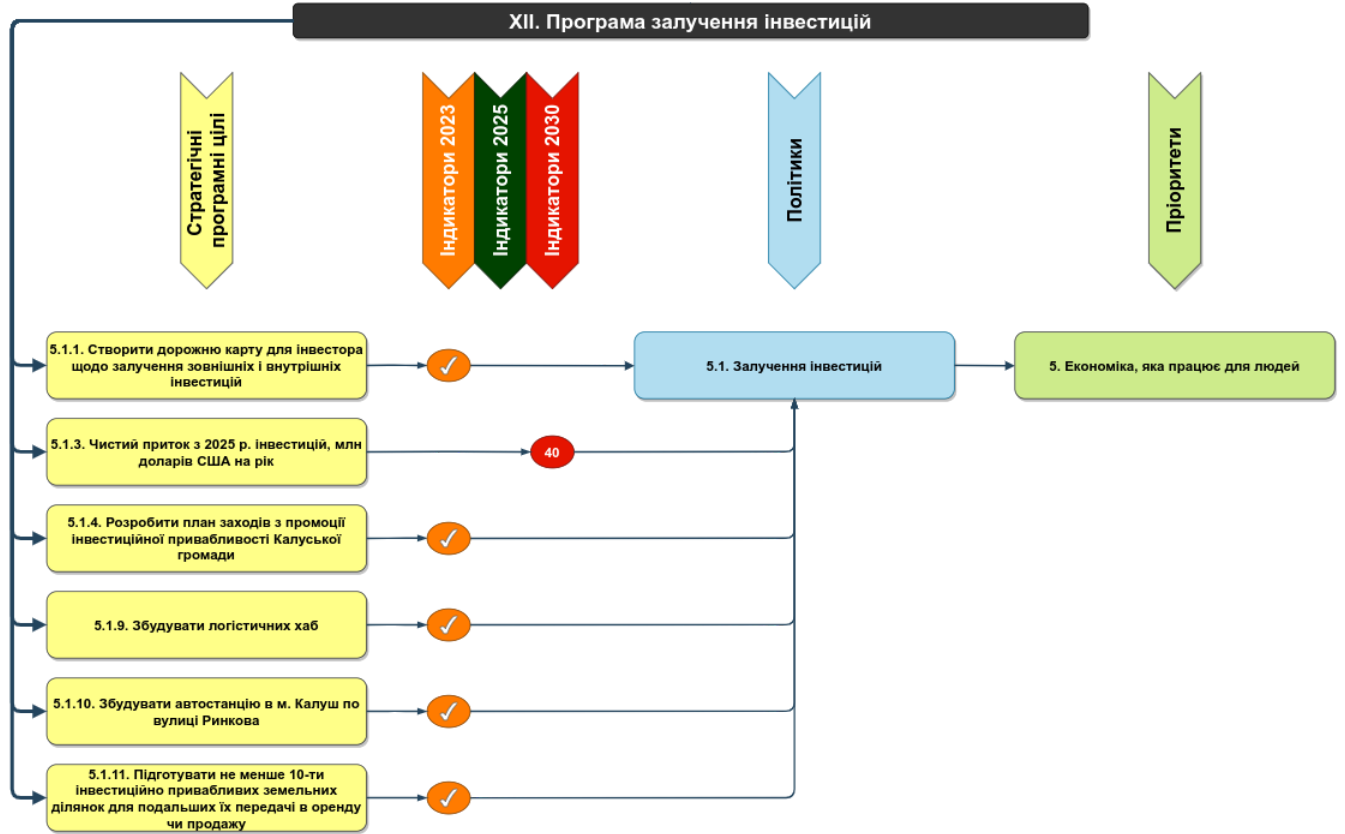 XII. Програма залучення інвестицій
Стратегічні
програмні цілі
Індикатори 2023
Індикатори 2025
Індикатори 2030
Політики
Пріоритети
5.1.1. Створити дорожню карту для інвестора
щодо залучення зовнішніх і внутрішніх
інвестицій
5.1. Залучення інвестицій
5. Економіка, яка працює для людей
5.1.3. Чистий приток з 2025 р. інвестицій, млн
доларів США на рік
40
5.1.4. Розробити план заходів з промоції
інвестиційної привабливості Калуської
громади
5.1.9. Збудувати логістичних хаб
5.1.10. Збудувати автостанцію в м. Калуш по
вулиці Ринкова
5.1.11. Підготувати не менше 10-ти
інвестиційно привабливих земельних
ділянок для подальших їх передачі в оренду
чи продажу